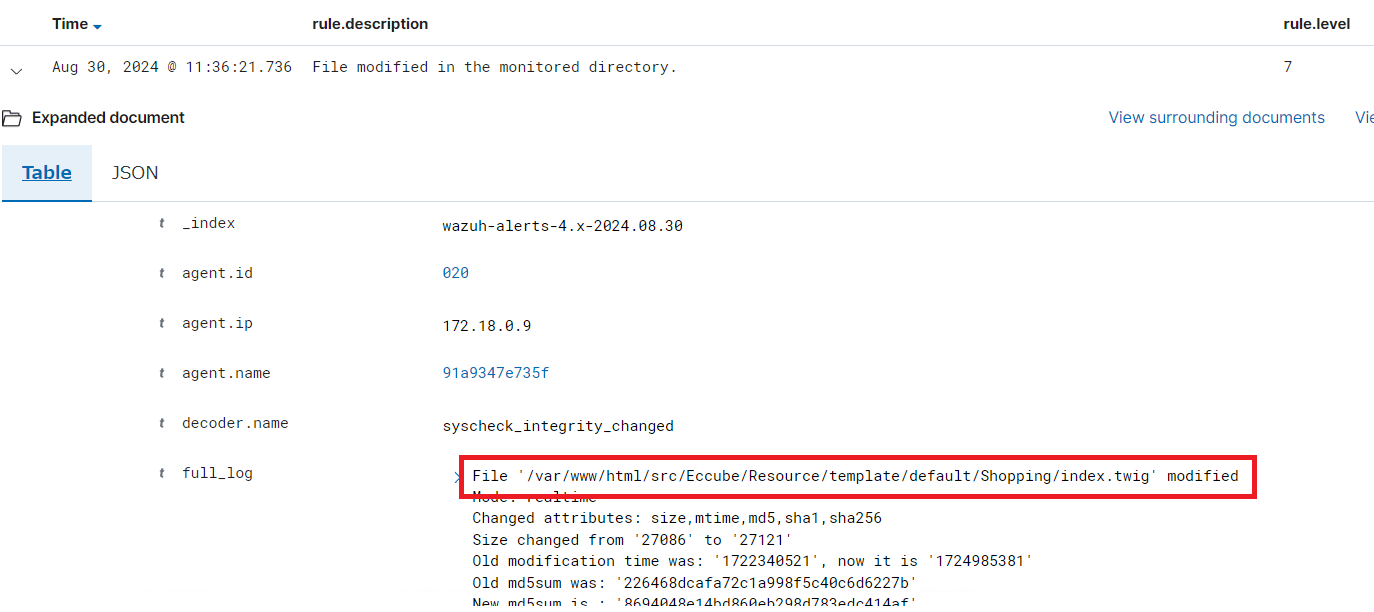 Time rule.description rule.level
Aug 30, 2024 @ 11:36:21.736 File modified in the monitored directory. 7
Expanded document View surrounding documents
Table JSON
t _index wazuh-alerts-4.x-2024.08.30
t agent.id 020
t agent.ip 172.18.0.9
t agent.name 91a9347e735f
t decoder.name syscheck_integrity_changed
t full_log File '/var/www/html/src/Eccube/Resource/template/default/Shopping/index.twig' modified
Mode: realtime
Changed attributes: size,mtime,md5,sha1,sha256
Size changed from '27086' to '27121'
Old modification time was: '1722340521', now it is '1724985381'
Old md5sum was: '226468dcafa72c1a998f5c40c6d6227b'
New md5sum is : '8694048e14bd860eb298d783edc414af'